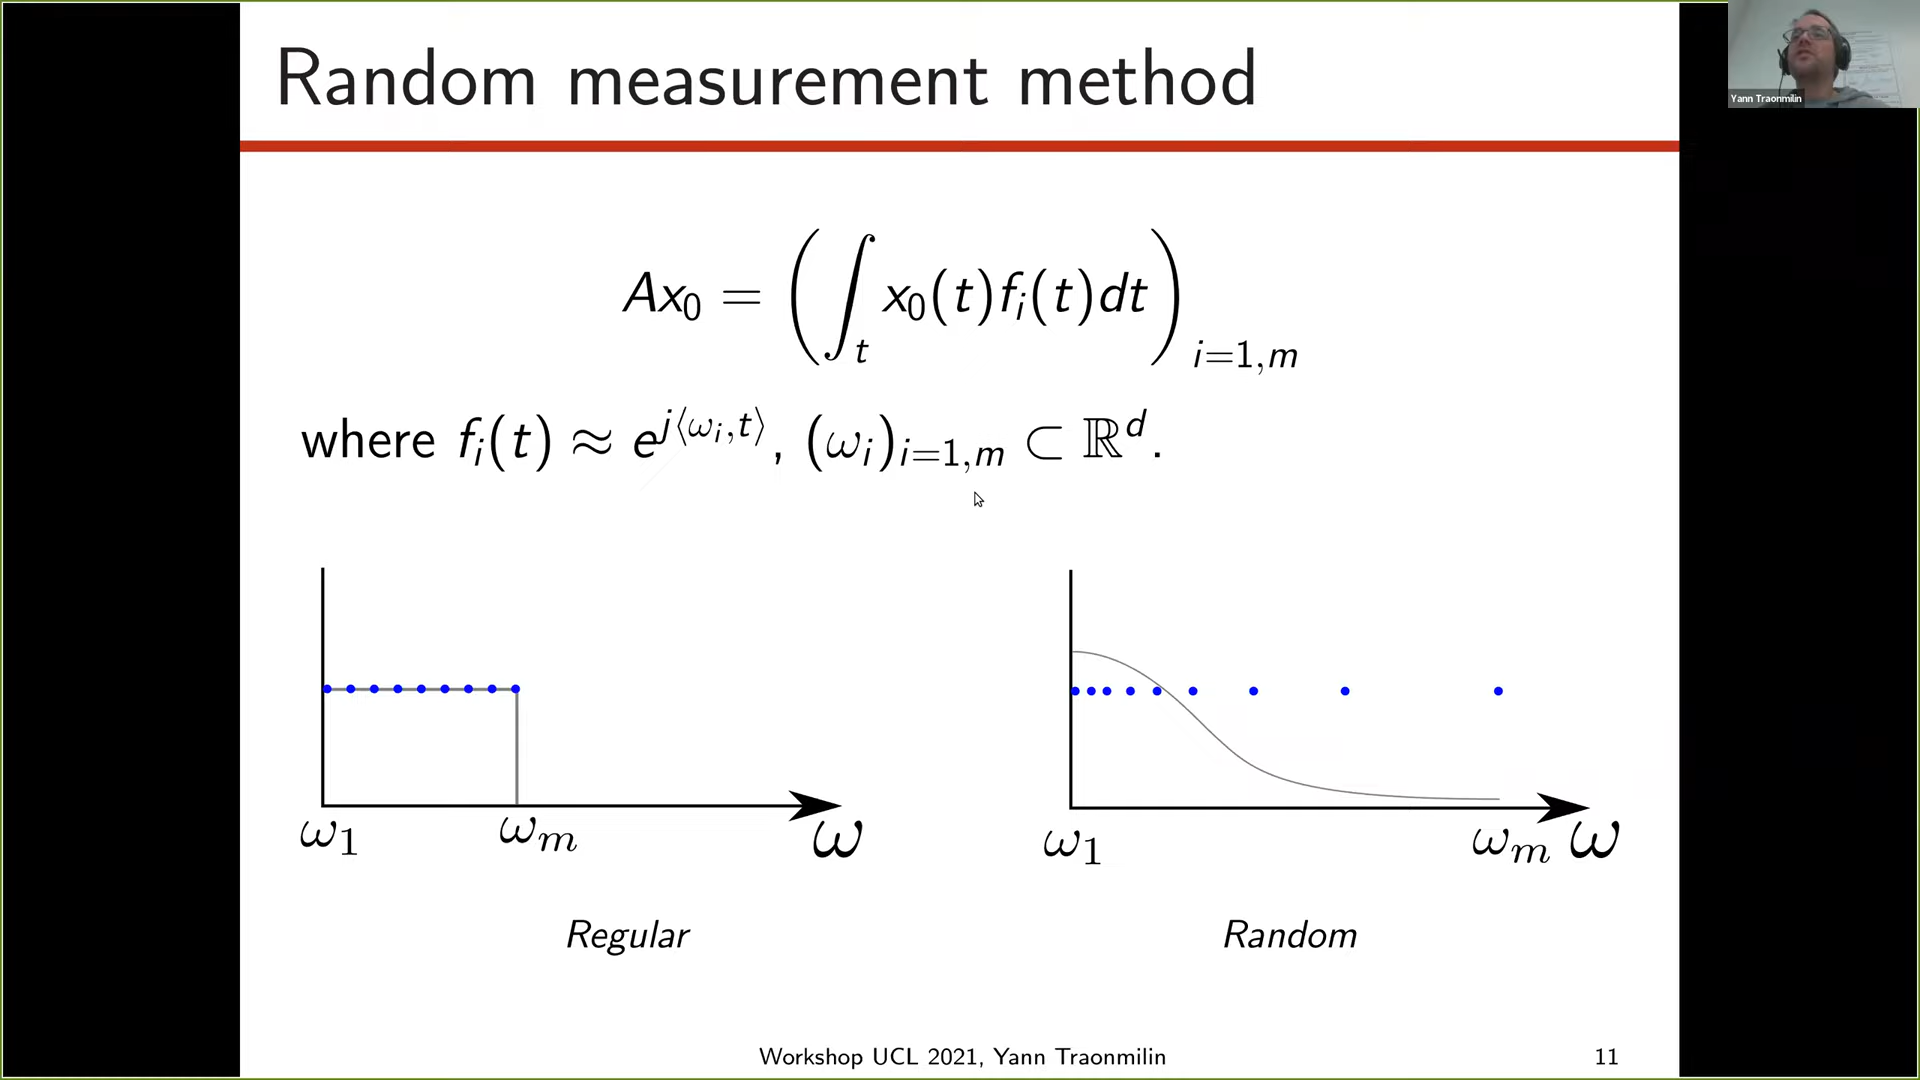 Random measurement method
Yann Traonmilin
Ax₀ = (∫ₜ x₀(t)fᵢ(t)dt)ᵢ₌₁,ₘ
where fᵢ(t) ≈ e^{j⟨ωᵢ,t⟩}, (ωᵢ)ᵢ₌₁,ₘ ⊂ ℝᵈ.
ω₁ ωₘ ω
ω₁ ωₘ ω
Regular
Random
Workshop UCL 2021, Yann Traonmilin
11